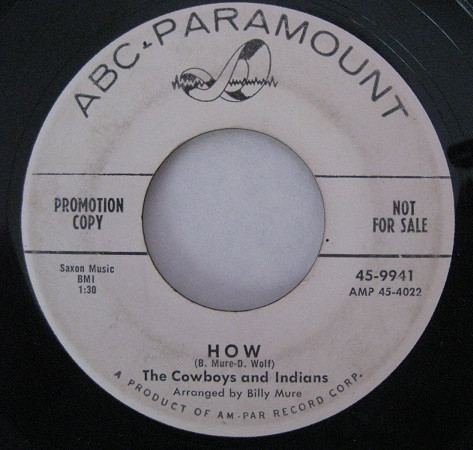 ABC-PARAMOUNT
PROMOTION
COPY
NOT
FOR SALE
Saxon Music
BMI
1:30
45-9941
AMP 45-4022
HOW
(B. Mure-D. Wolf)
The Cowboys and Indians
Arranged by Billy Mure
A PRODUCT OF AM-PAR RECORD CORP.